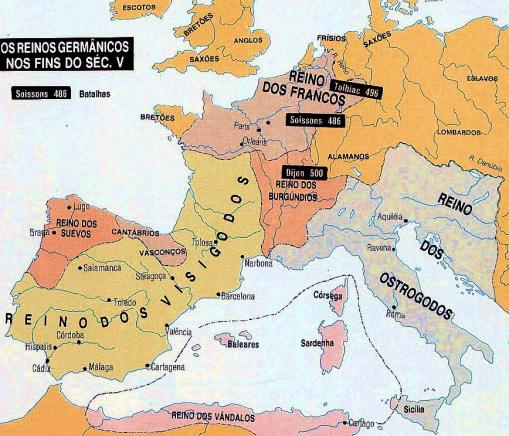 ESCOTOS
BRETÕES
ANGLOS
SAXÕES
FRÍSIOS
SAXÕES
R. Reno
OS REINOS GERMÂNICOS
NOS FINS DO SÉC. V
Soissons 486 Batalhas
REINO
DOS FRANCOS
Tolbiac 496
ESLAVOS
Paris
Soissons 486
BRETÕES
Orleans
LOMBARDOS
ALAMANOS
R. Danúbio
Dijon 500
REINO DOS
BURGÚNDIOS
Lugo
REINO DOS
SUEVOS
Braga
CANTÁBRIOS
VASCONÇOS
Tolosa
Narbona
Aquiléia
Ravena
REINO
DOS
OSTROGODOS
Salamanca
Saragoça
Barcelona
Toledo
REINO DOS VISIGODOS
Córsega
Roma
Valência
Córdoba
Hispalis
Baleares
Sardenha
Cádiz
Málaga
Cartagena
REINO DOS VÂNDALOS
Cartago
Sicília